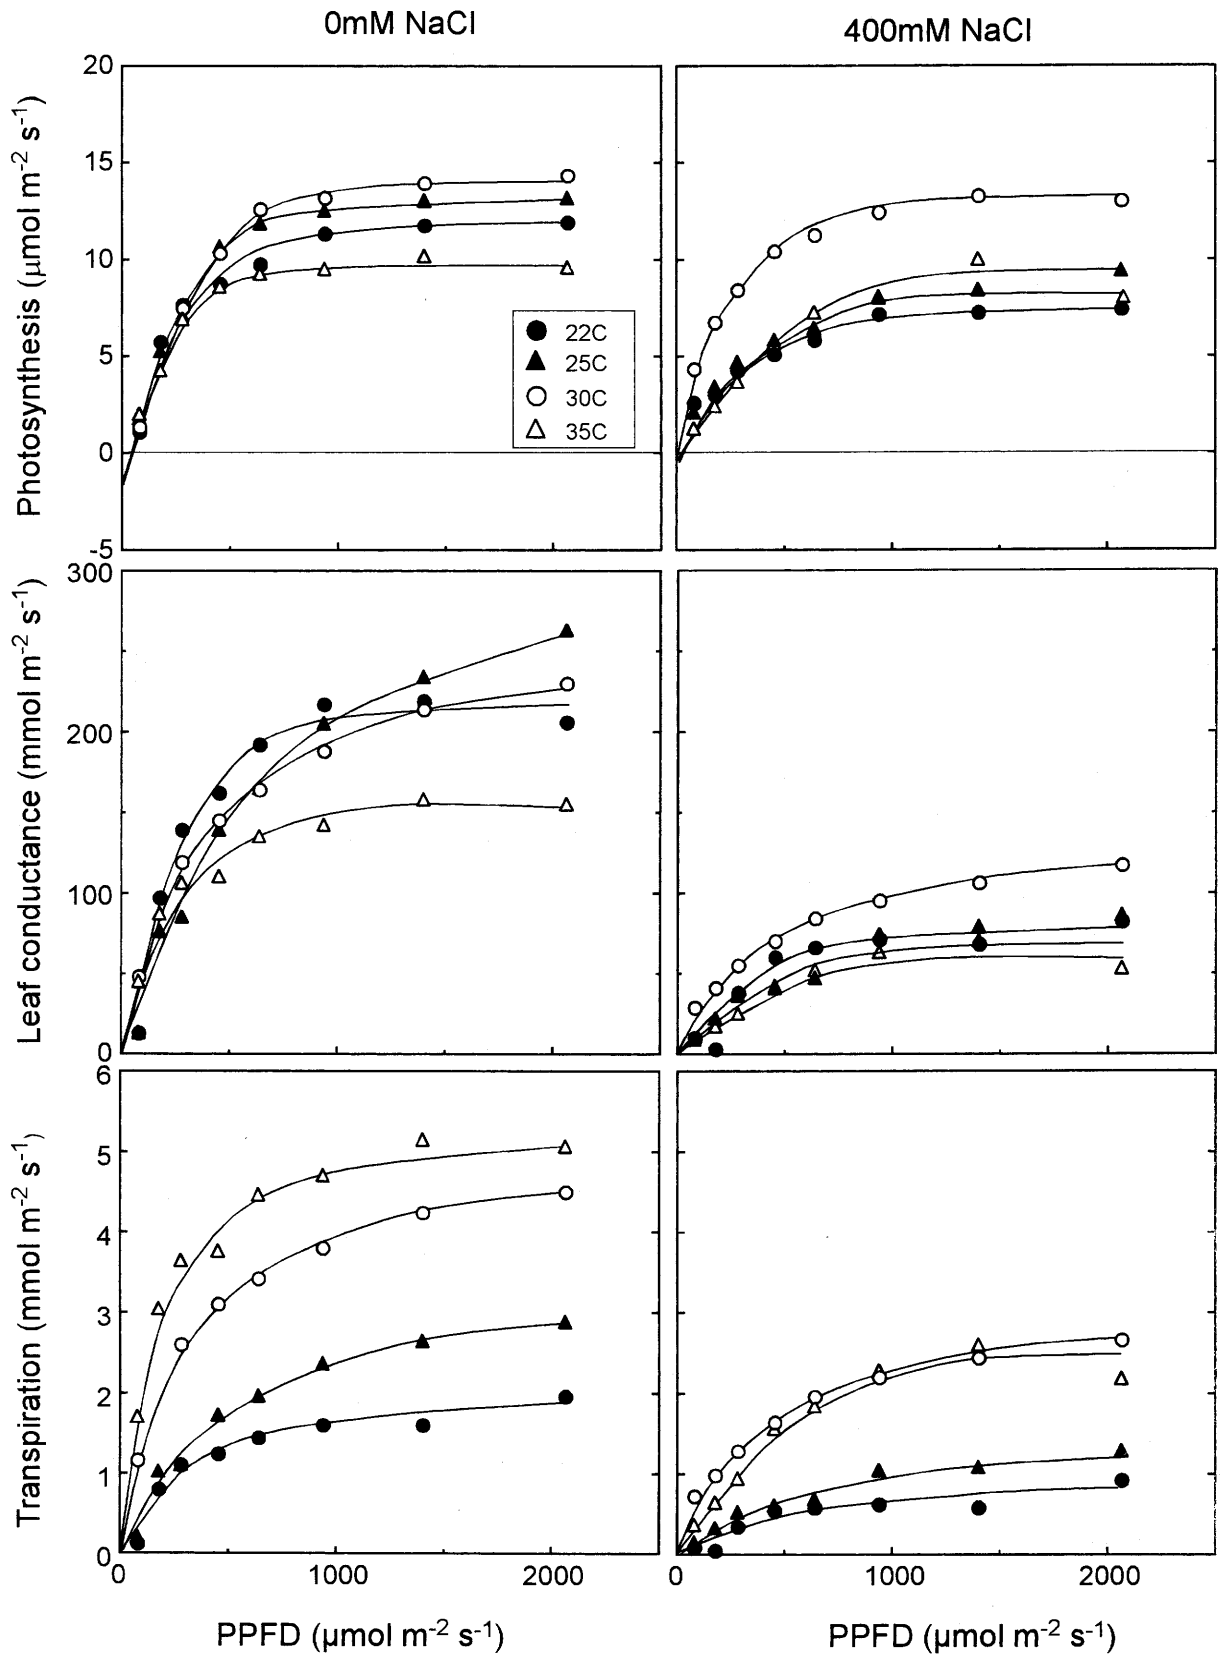 0mM NaCl
400mM NaCl
Photosynthesis (μmol m-2 s-1)
20
15
10
5
0
-5
22C
25C
30C
35C
Leaf conductance (mmol m-2 s-1)
300
200
100
0
Transpiration (mmol m-2 s-1)
6
5
4
3
2
1
0
0 1000 2000
0 1000 2000
PPFD (μmol m-2 s-1)
PPFD (μmol m-2 s-1)